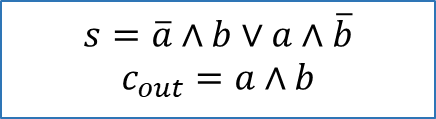 s = a̅ ∧ b ∨ a ∧ b̅
c_out = a ∧ b